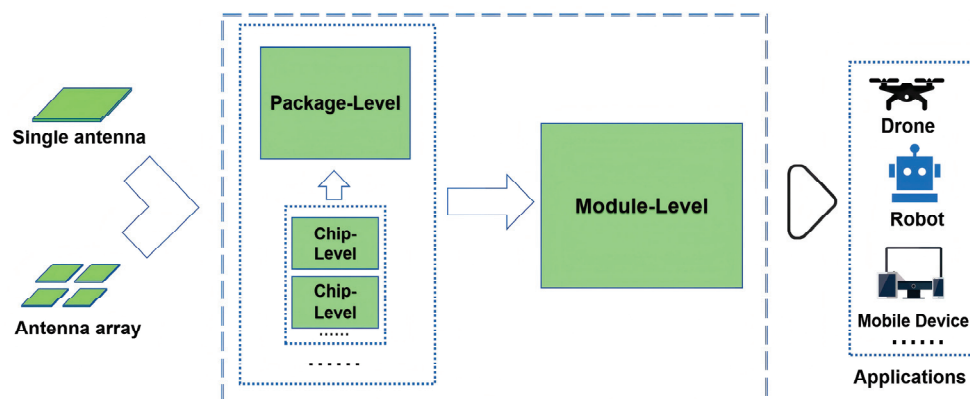 Single antenna
Antenna array
Package-Level
Chip-
Level
Chip-
Level
......
......
Module-Level
Drone
Robot
Mobile Device
......
Applications